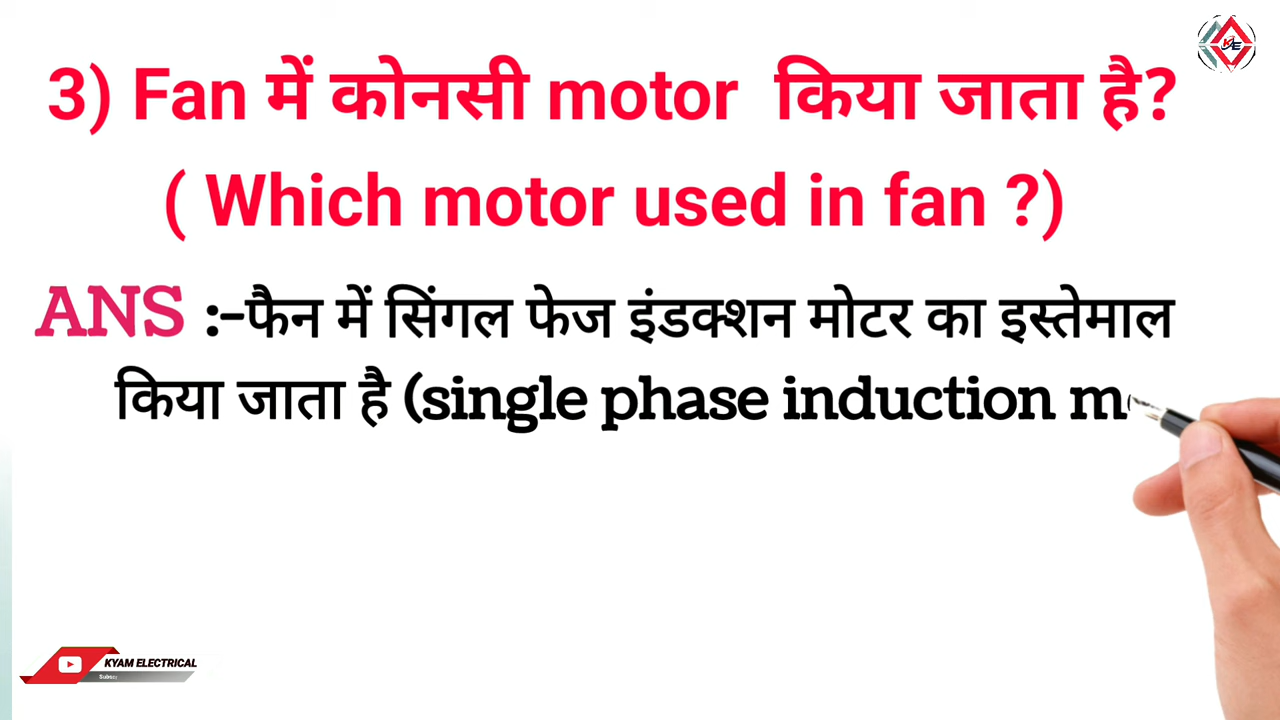 3) Fan में कोनसी motor किया जाता है?
( Which motor used in fan ?)
ANS :-फैन में सिंगल फेज इंडक्शन मोटर का इस्तेमाल
किया जाता है (single phase induction
KYAM ELECTRICAL